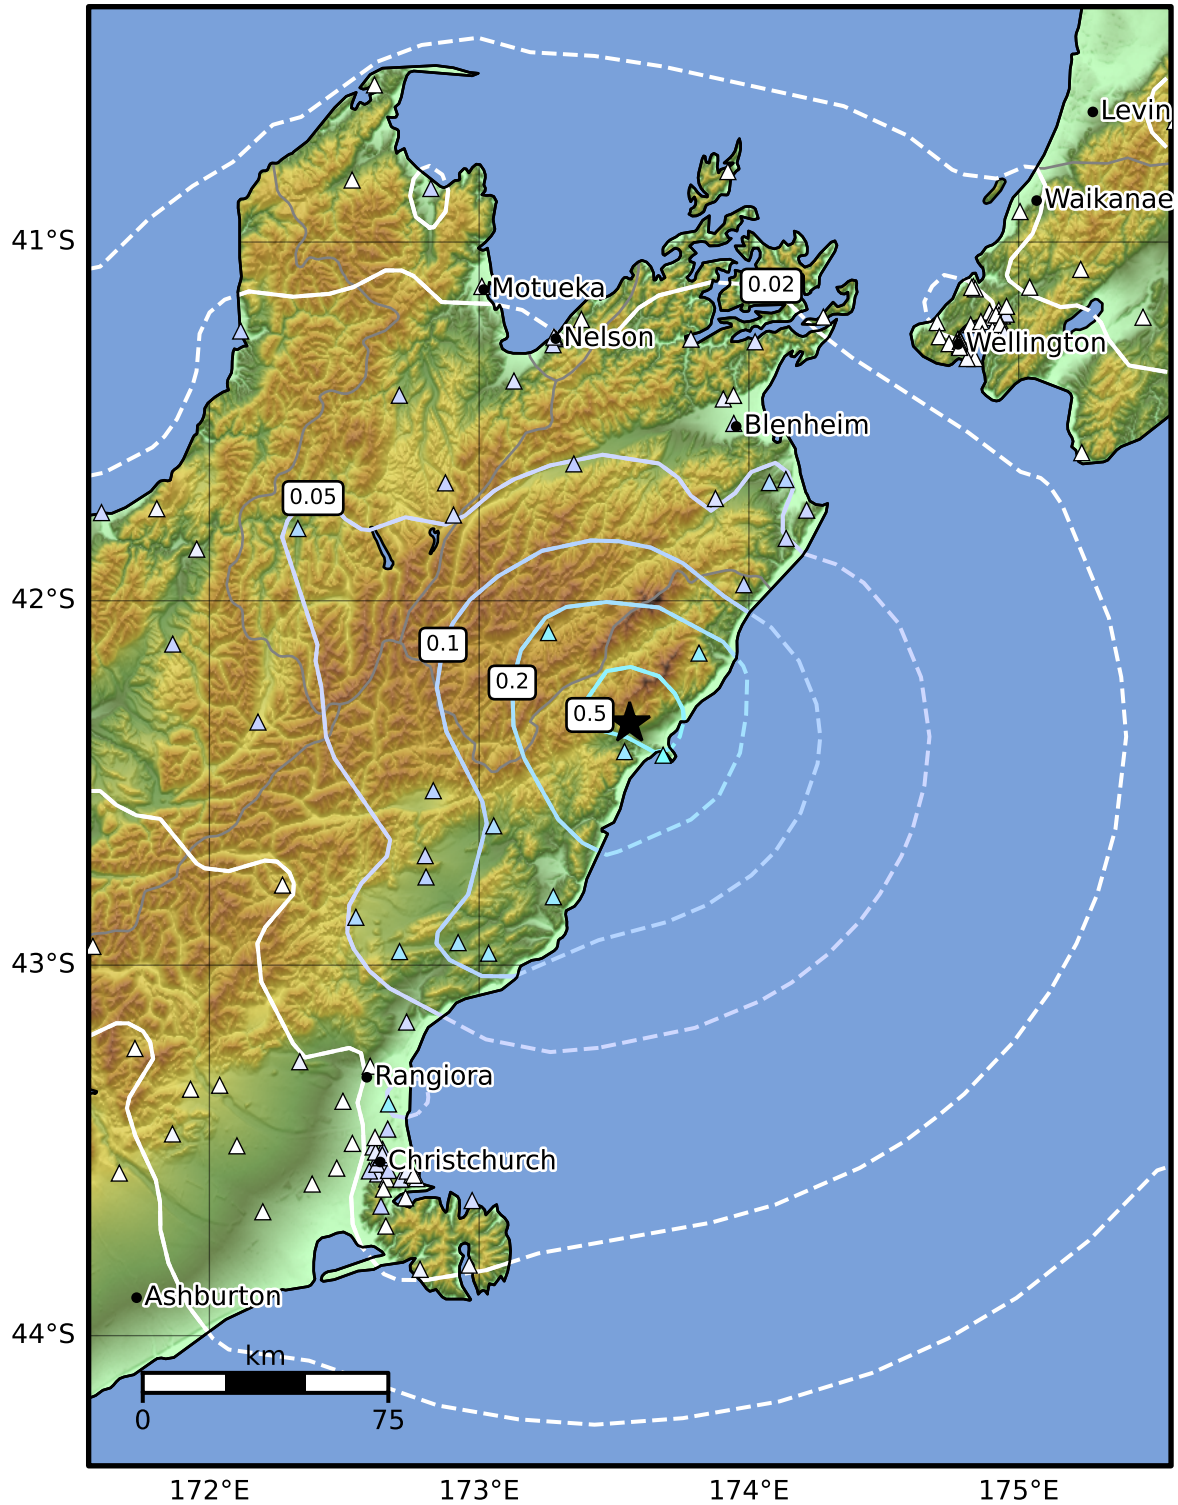 Levin
Waikanae
41°S
Motueka
0.02
Nelson
Wellington
Blenheim
0.05
42°S
0.1
0.2
0.5
43°S
Rangiora
Christchurch
Ashburton
44°S
km
0
75
172°E
173°E
174°E
175°E